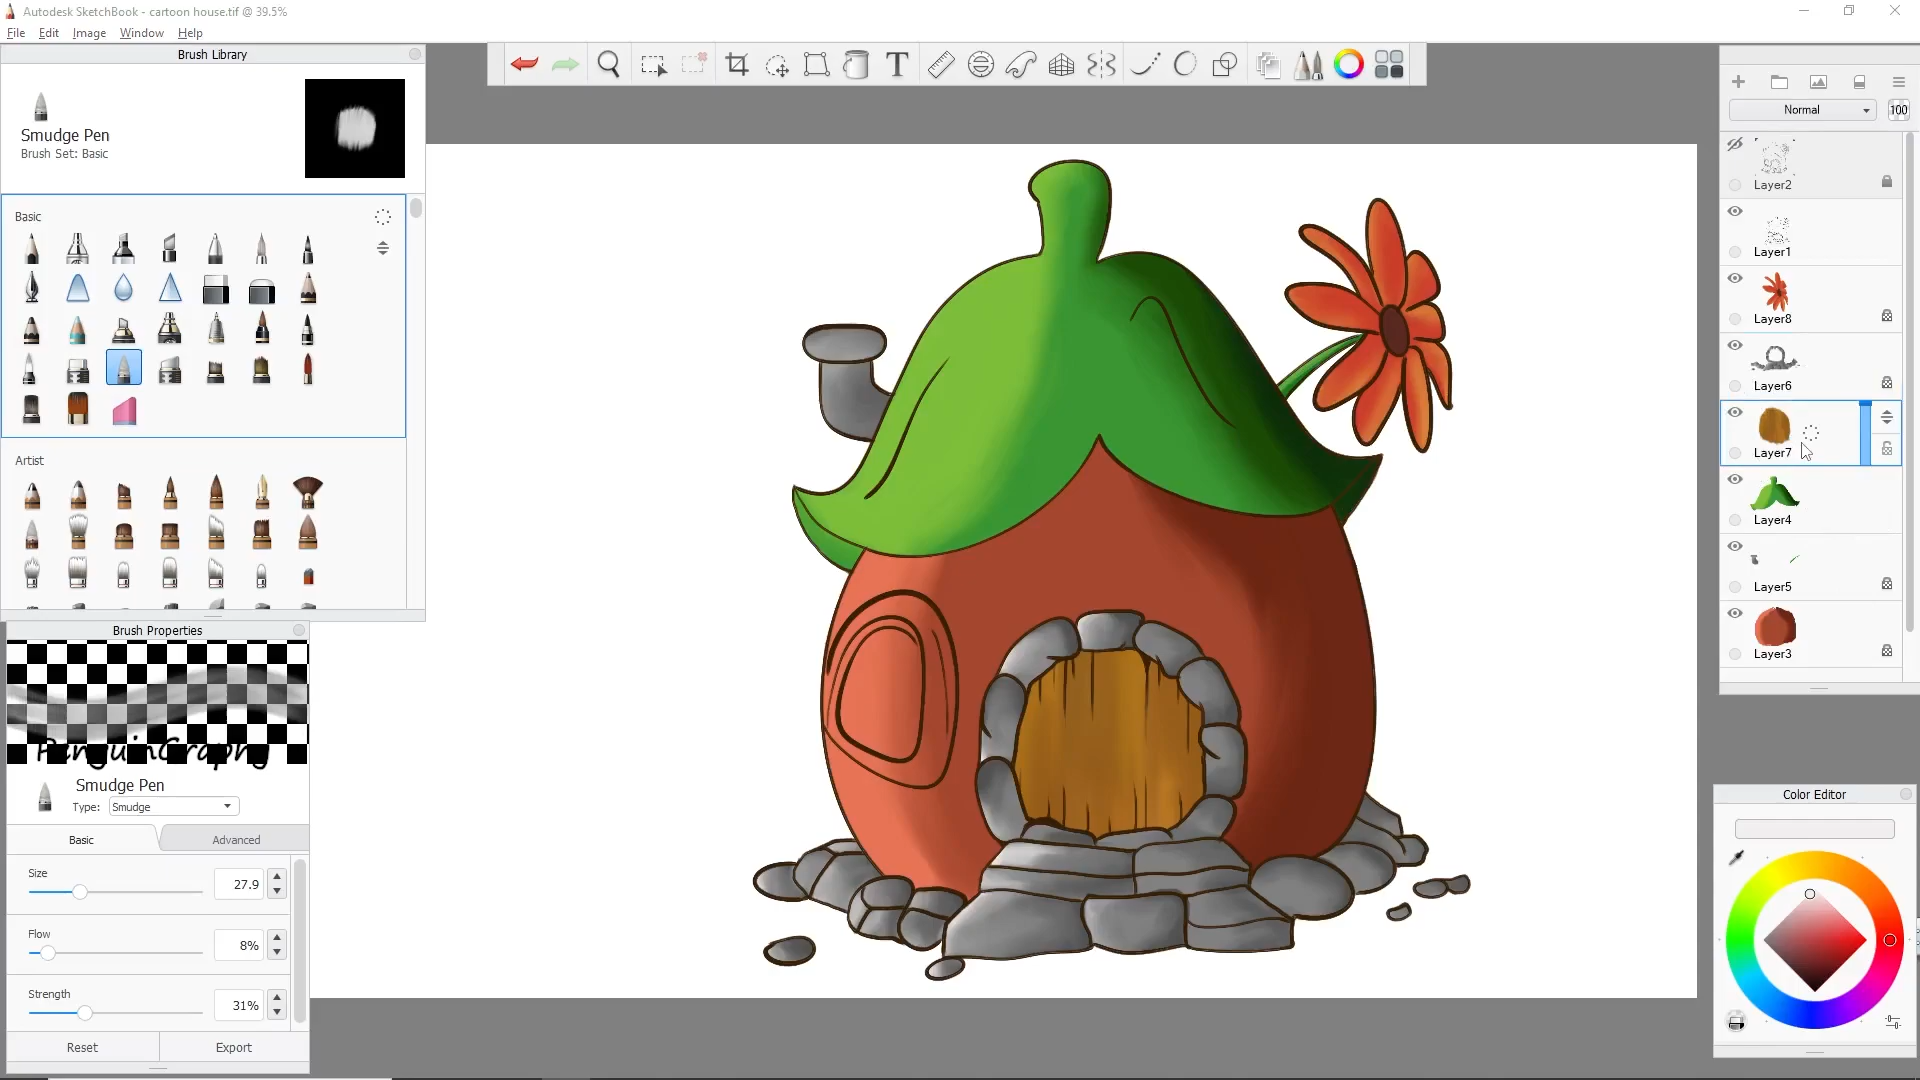 Autodesk SketchBook - cartoon house.tif @ 39.5%
File Edit Image Window Help
Brush Library
Smudge Pen
Brush Set: Basic
Basic
Artist
Brush Properties
Smudge Pen
Type: Smudge
Basic Advanced
Size
27.9
Flow
8%
Strength
31%
Reset Export
T
Normal 100
Layer2
Layer1
Layer8
Layer6
Layer7
Layer4
Layer5
Layer3
Color Editor